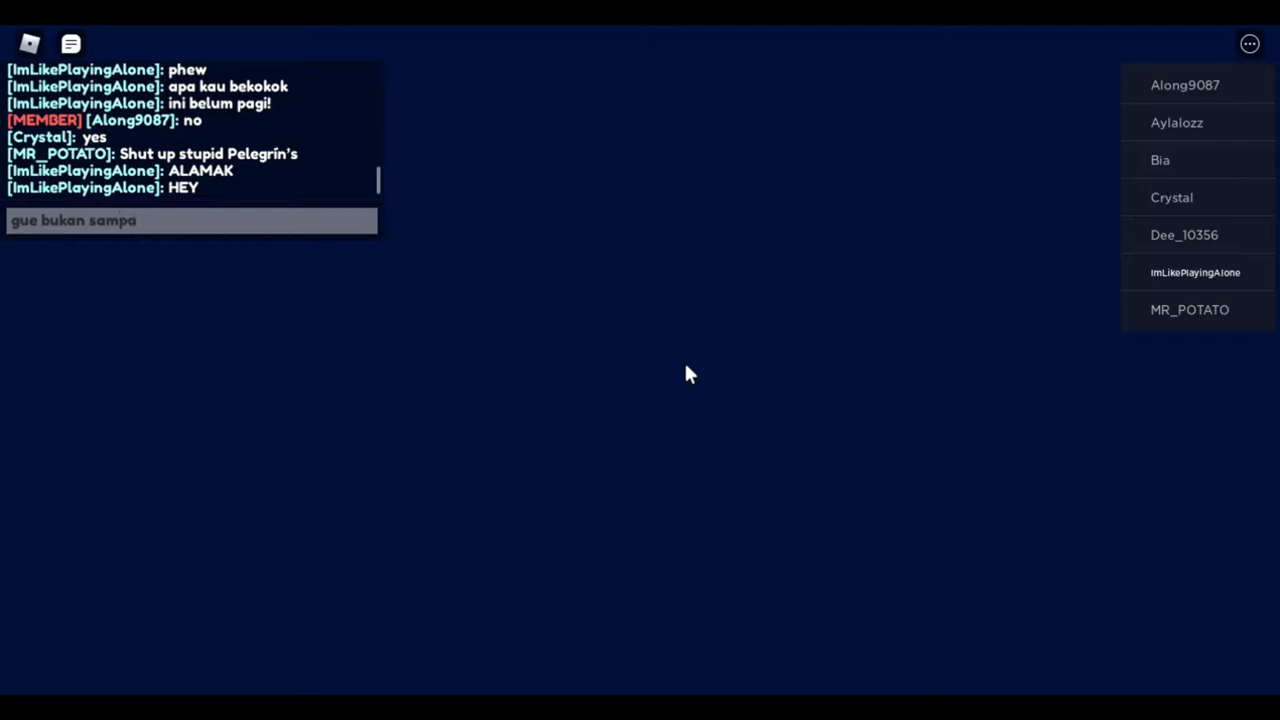 [ImLikePlayingAlone]: phew
[ImLikePlayingAlone]: apa kau bekokok
[ImLikePlayingAlone]: ini belum pagi!
[MEMBER] [Along9087]: no
[Crystal]: yes
[MR_POTATO]: Shut up stupid Pelegrín's
[ImLikePlayingAlone]: ALAMAK
[ImLikePlayingAlone]: HEY
gue bukan sampa
Along9087
Aylalozz
Bia
Crystal
Dee_10356
ImLikePlayingAlone
MR_POTATO